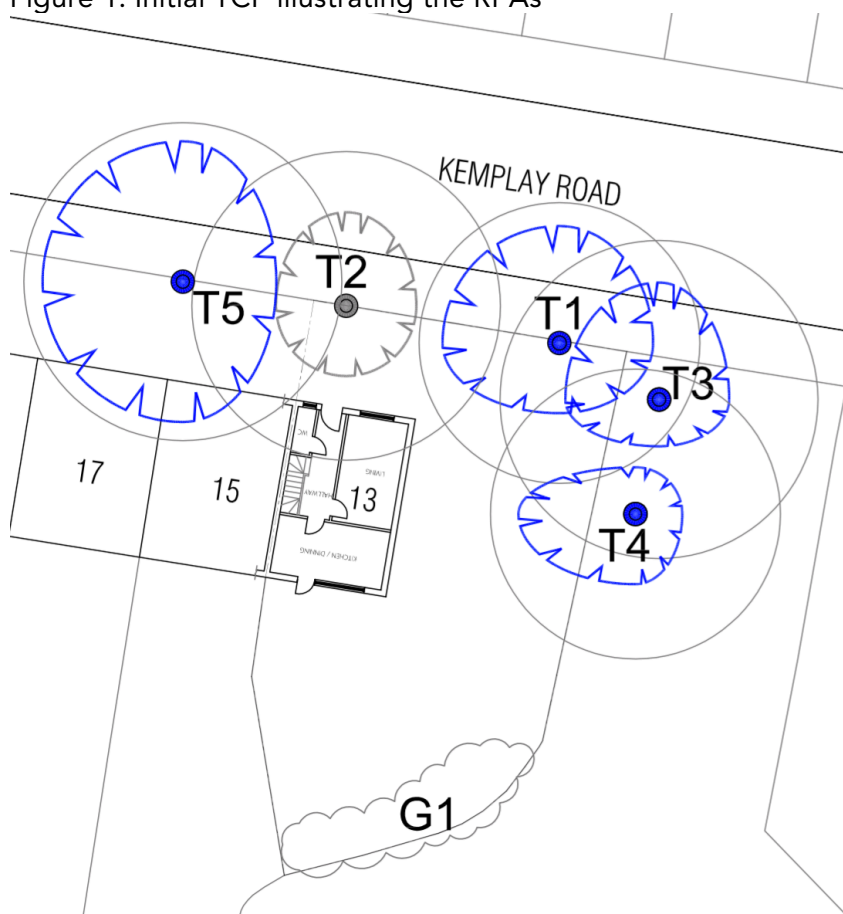 Figure 1: Initial TCP illustrating the RPAs
KEMPLAY ROAD
T2
T5
T1
T3
WC
LIVING
17
15
HALLWAY
13
T4
KITCHEN / DINNING
G1